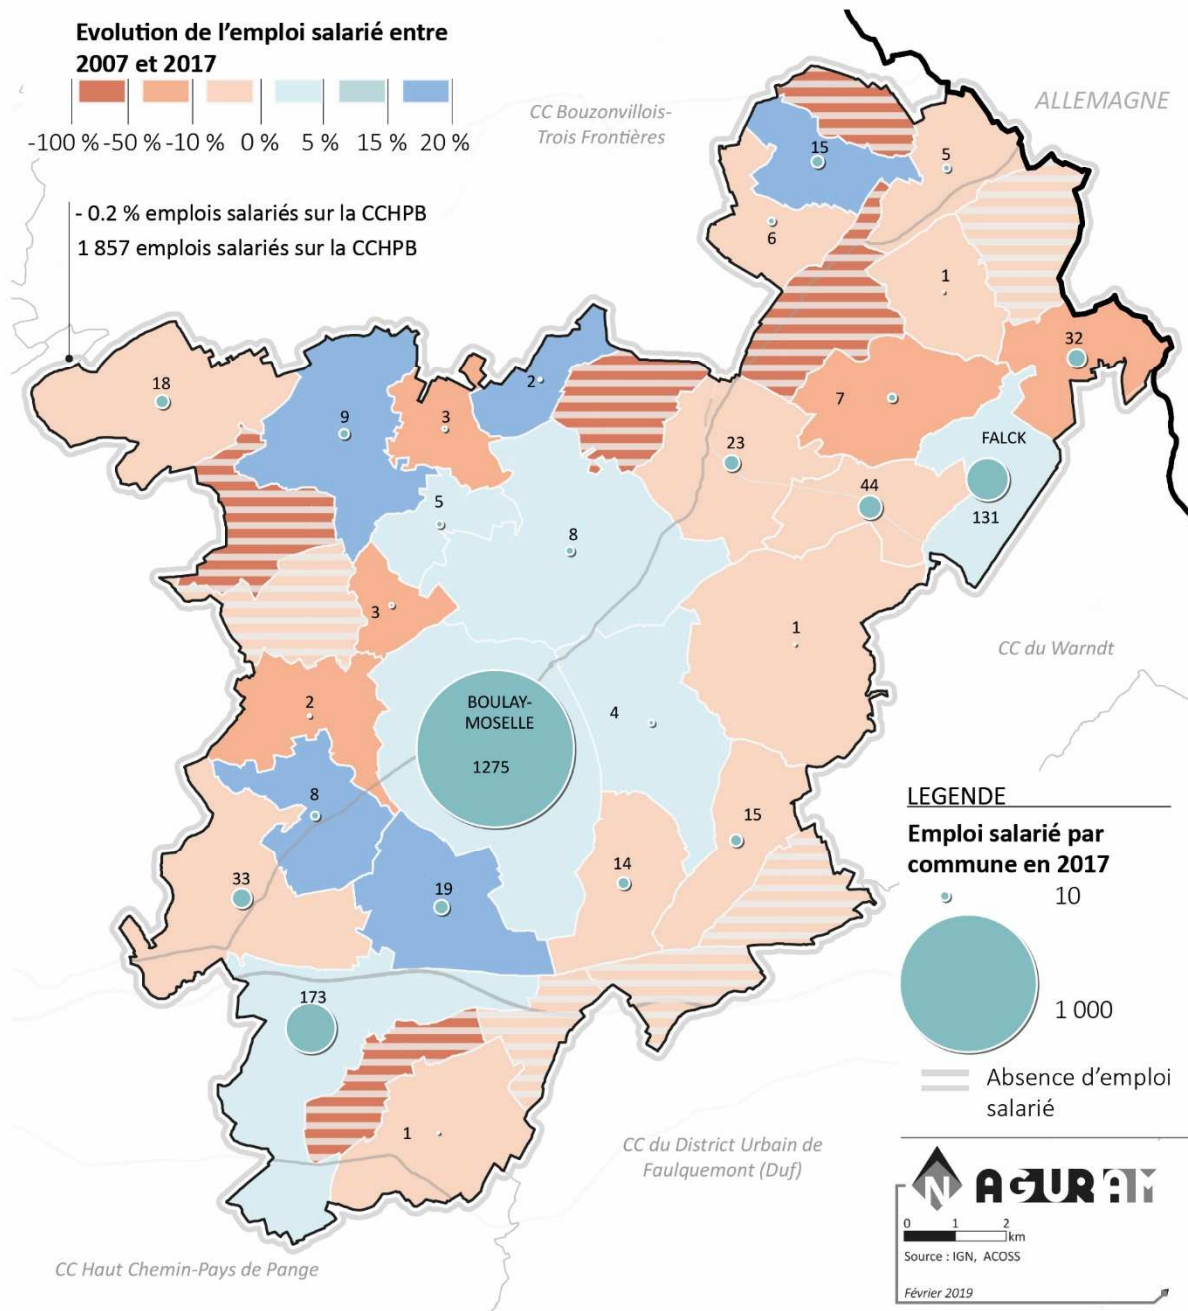 Evolution de l’emploi salarié entre
2007 et 2017
-100 % -50 % -10 % 0 % 5 % 15 % 20 %
- 0.2 % emplois salariés sur la CCHPB
1 857 emplois salariés sur la CCHPB
CC Bouzonvillois-
Trois Frontières
ALLEMAGNE
15
5
6
1
32
18
9
3
2
7
23
FALCK
44
131
5
8
3
1
CC du Warndt
2
4
BOULAY-
MOSELLE
1275
8
15
14
33
19
173
1
CC du District Urbain de
Faulquemont (Duf)
CC Haut Chemin-Pays de Pange
LEGENDE
Emploi salarié par
commune en 2017
10
1 000
Absence d’emploi
salarié
N AGURAM
0 1 2
km
Source : IGN, ACOSS
Février 2019